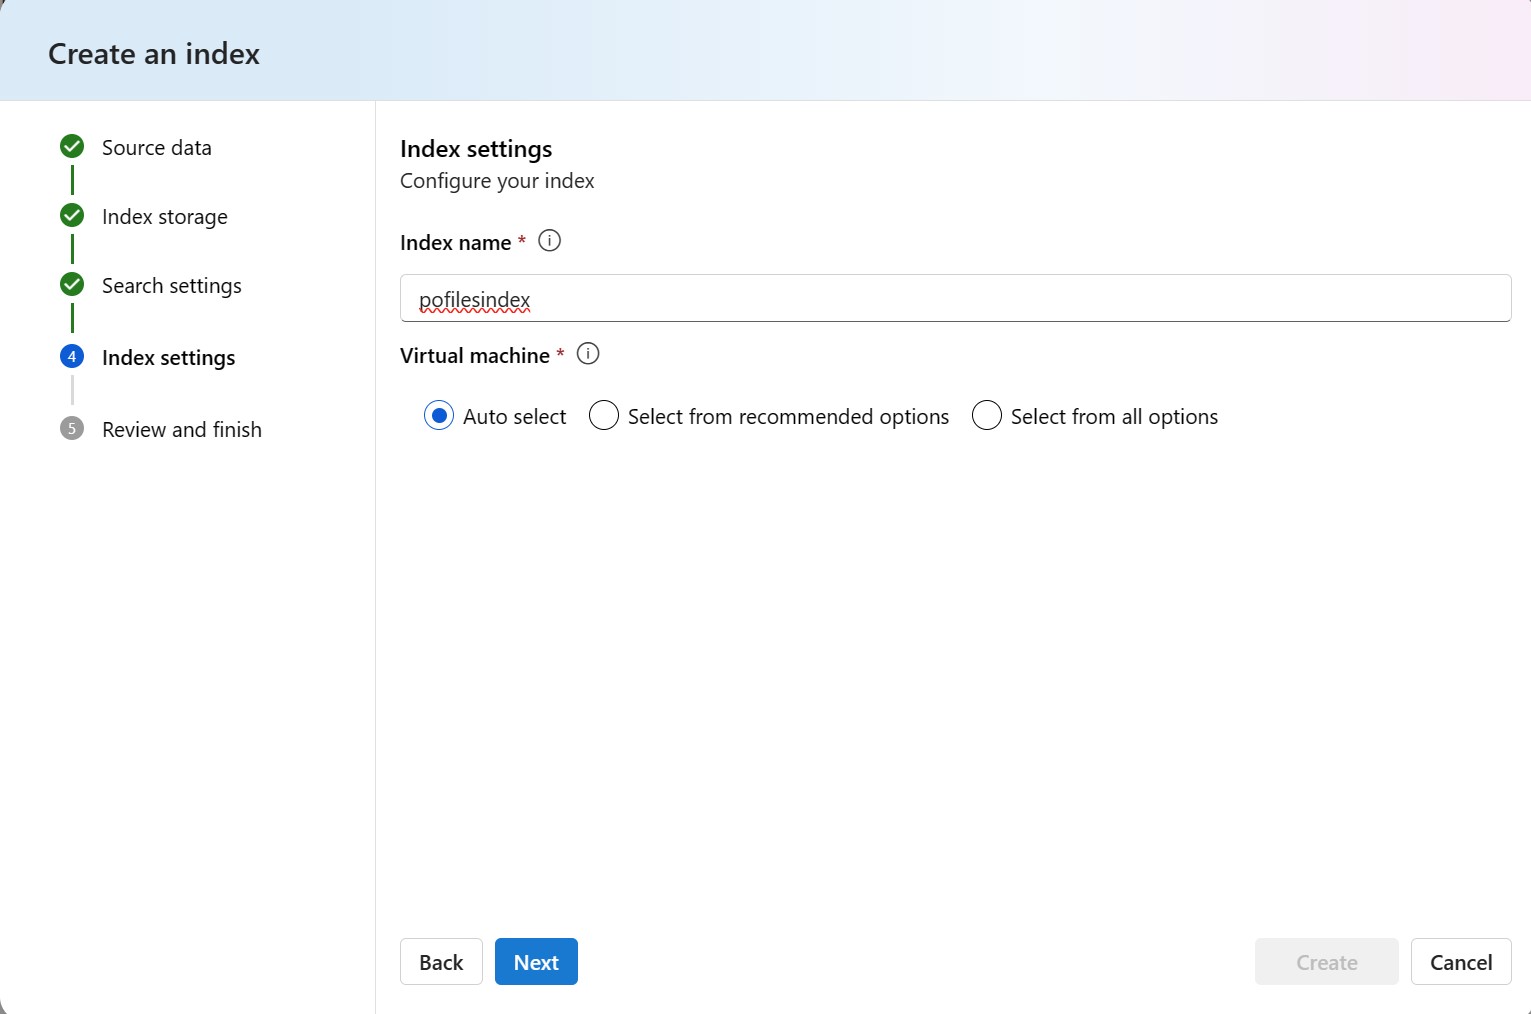 Create an index
Source data
Index storage
Search settings
4 Index settings
5 Review and finish
Index settings
Configure your index
Index name *
pofilesindex
Virtual machine *
Auto select Select from recommended options Select from all options
Back Next Create Cancel